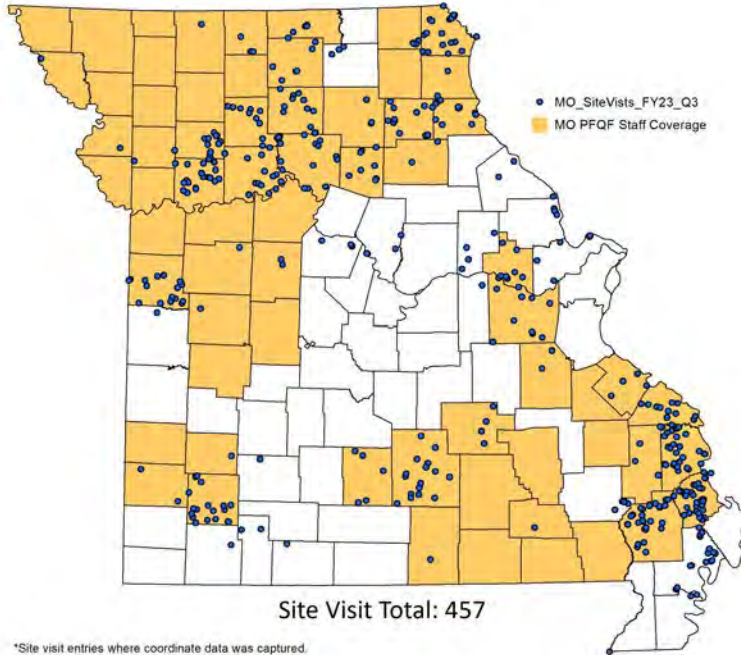 MO_SiteVists_FY23_Q3
MO PFQF Staff Coverage
Site Visit Total: 457
*Site visit entries where coordinate data was captured.